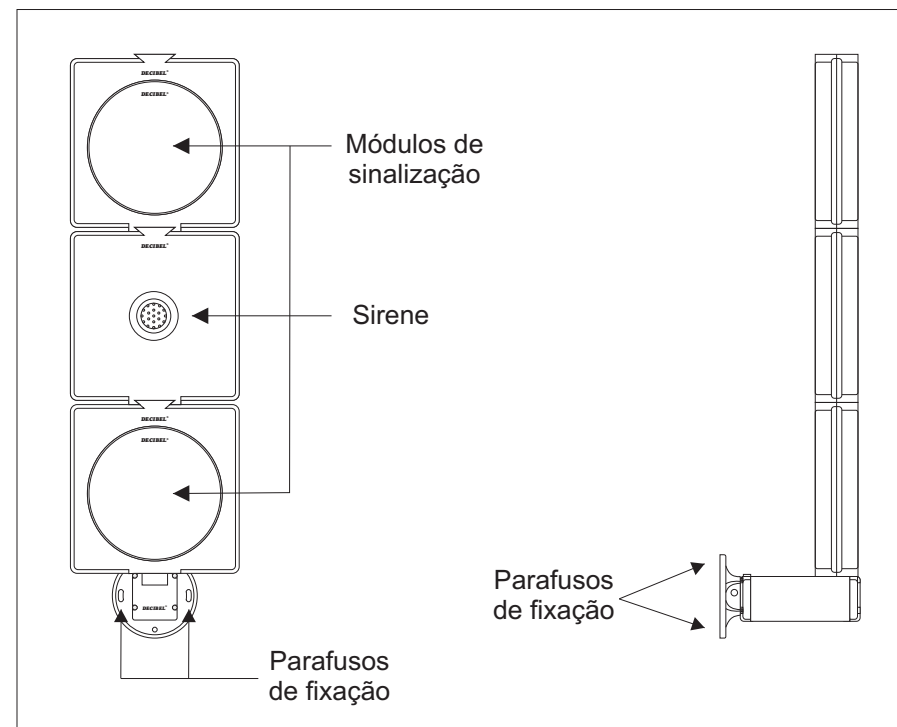 DECIBEL®
DECIBEL®
Módulos de
sinalização
DECIBEL®
Sirene
DECIBEL®
DECIBEL®
Parafusos
de fixação
DECIBEL®
Parafusos
de fixação